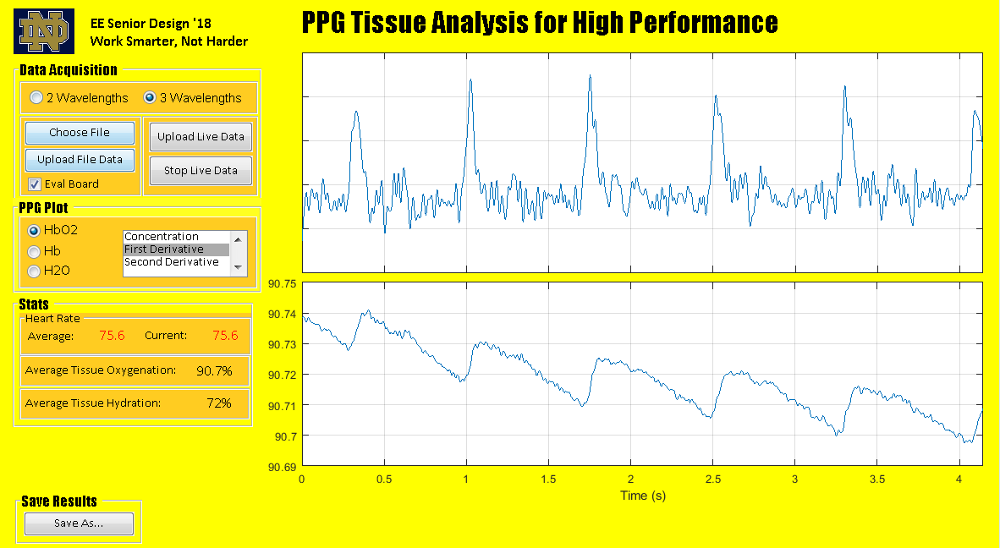 ND
EE Senior Design '18
Work Smarter, Not Harder
PPG Tissue Analysis for High Performance
Data Acquisition
2 Wavelengths
3 Wavelengths
Choose File
Upload Live Data
Upload File Data
Stop Live Data
Eval Board
PPG Plot
HbO2
Hb
H2O
Concentration
First Derivative
Second Derivative
Stats
Heart Rate
Average: 75.6 Current: 75.6
Average Tissue Oxygenation: 90.7%
Average Tissue Hydration: 72%
Save Results
Save As...
90.75
90.74
90.73
90.72
90.71
90.7
90.69
0 0.5 1 1.5 2 2.5 3 3.5 4
Time (s)